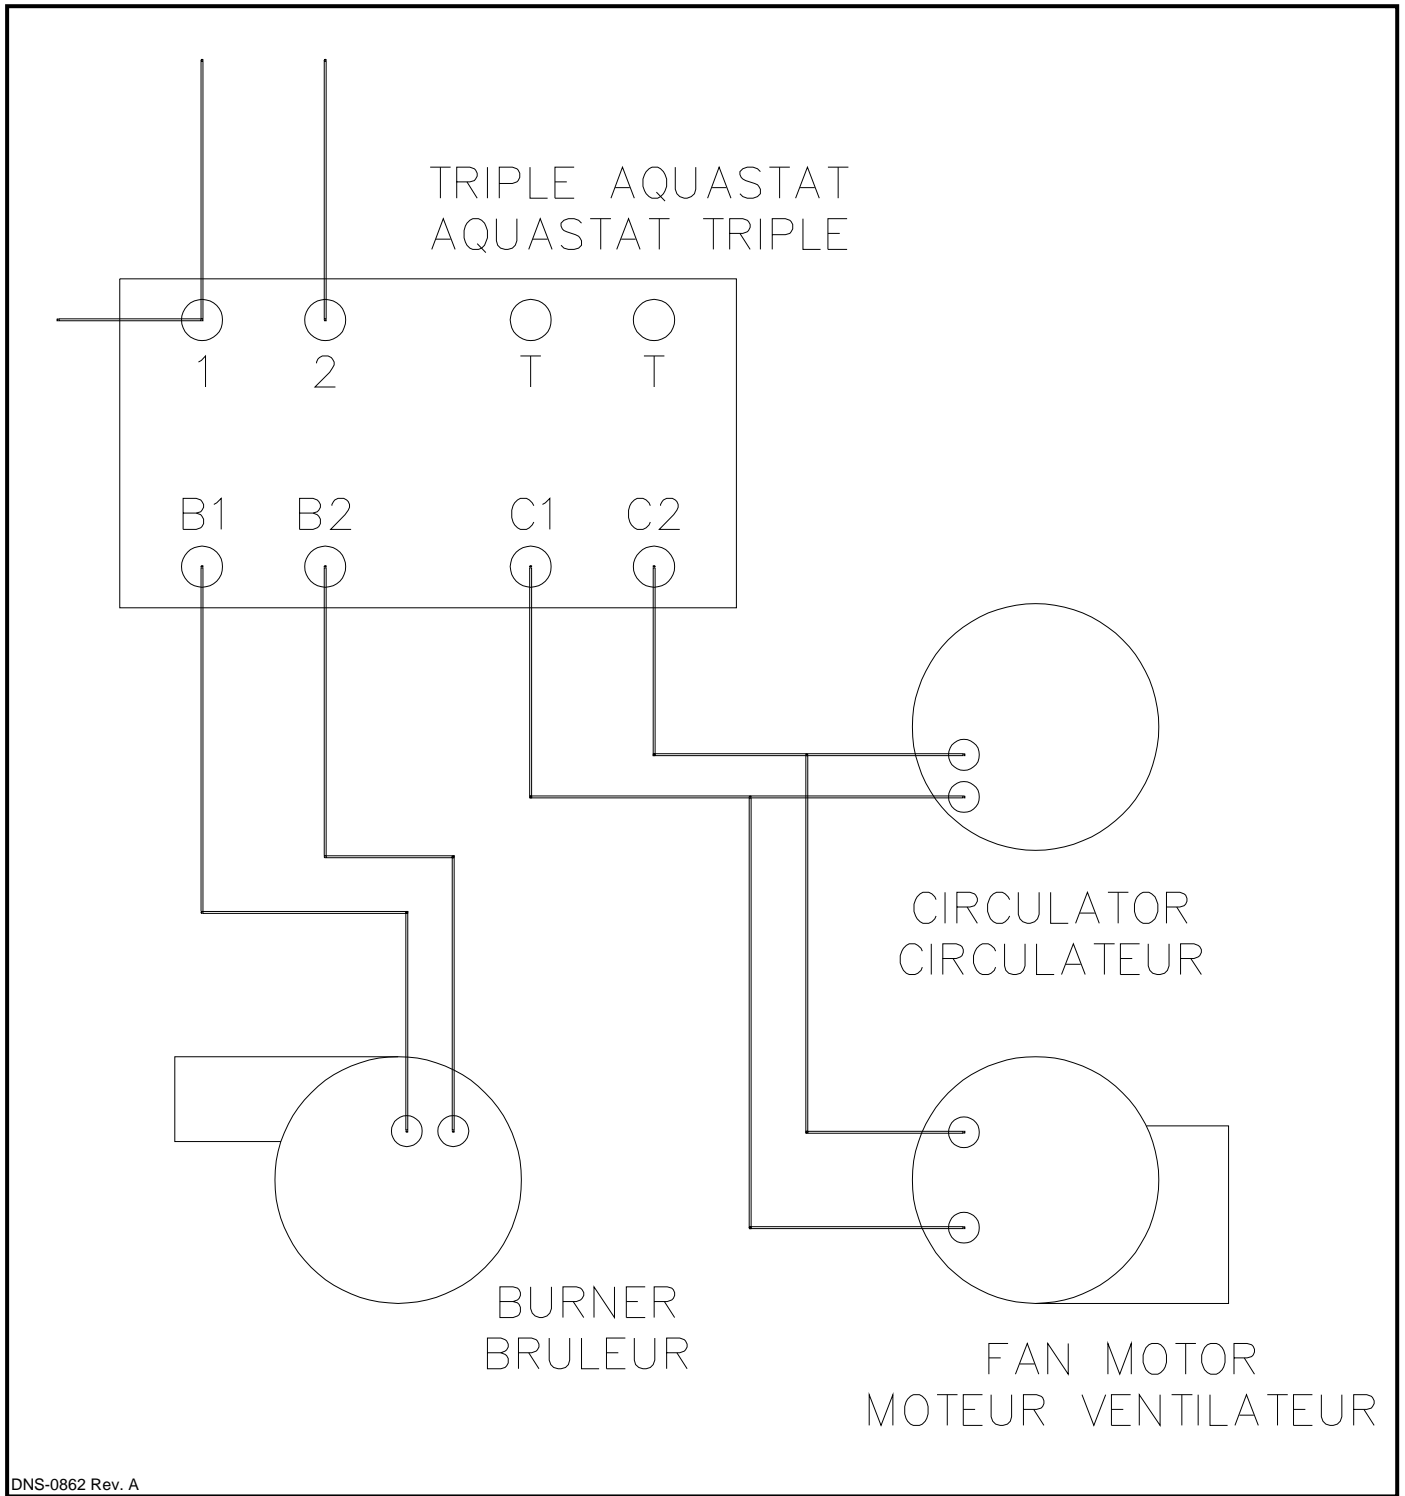 TRIPLE AQUASTAT
AQUASTAT TRIPLE
1 2 T T
B1 B2 C1 C2
CIRCULATOR
CIRCULATEUR
BURNER
BRULEUR
FAN MOTOR
MOTEUR VENTILATEUR
DNS-0862 Rev. A